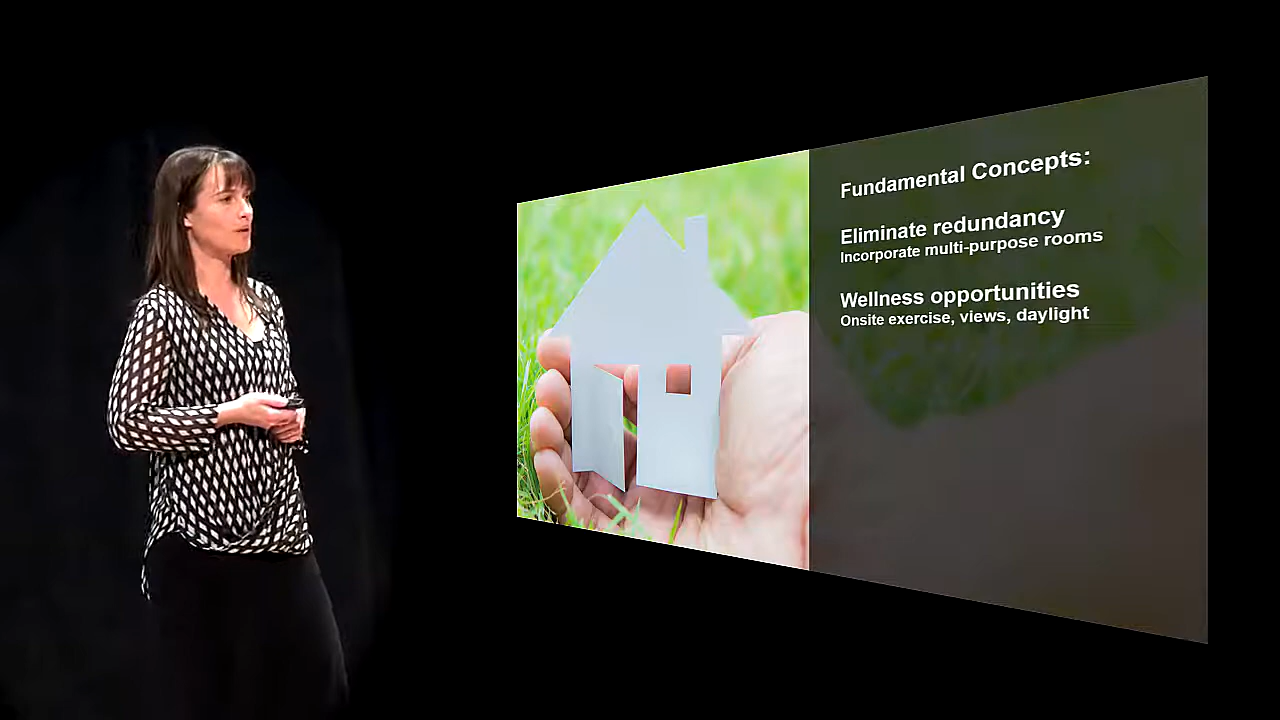 Fundamental Concepts:
Eliminate redundancy
Incorporate multi-purpose rooms
Wellness opportunities
Onsite exercise, views, daylight